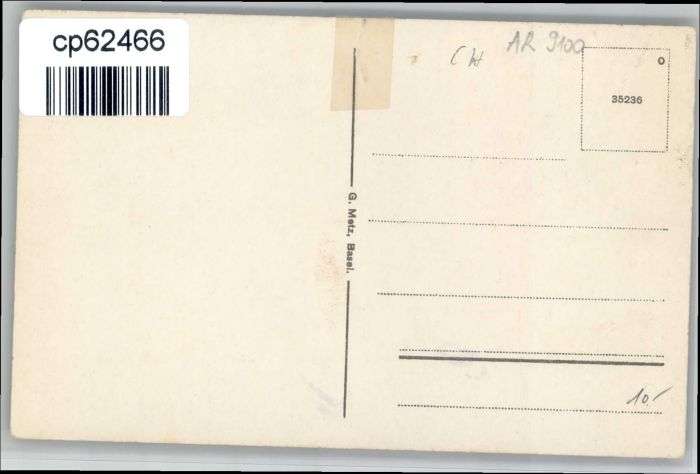 cp62466
CH AR 9100
35236
G. Metz, Basel.
10.-